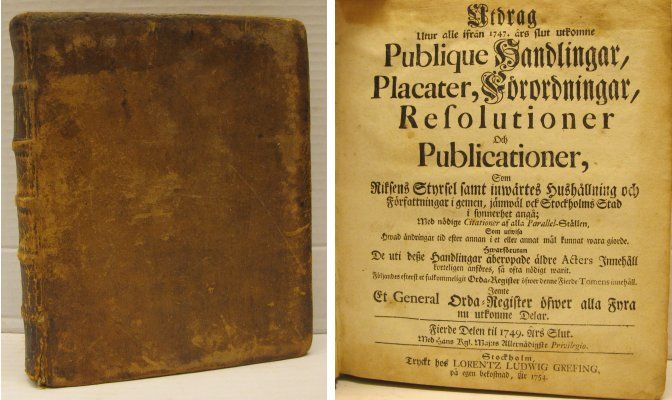 Utdrag
Utur alle ifrån 1747. års slut utkomne
Publique Handlingar,
Placater, Förordningar,
Resolutioner
Och
Publicationer,
Som
Riksens Styrsel samt inwärtes Hushållning och
Författningar i gemen, jämwäl ock Stockholms Stad
i synnerhet angå;
Med nödige Citationer af alla Parallel-Ställen,
Som utwisa
Hwad ändringar tid efter annan i et eller annat mål kunnat wara giorde.
Hwarförutan
De uti deße Handlingar åberopade äldre Acters Innehåll
korteligen anföres, så ofta nödigt warit.
Följandes efterst et fulkommeligit Orda-Register öfwer denne Fierde Tomens innehåll.
Jemte
Et General Orda-Register öfwer alla Fyra
nu utkomne Delar.
Fierde Delen til 1749. Års Slut.
Med Hans Kgl. Maj:ts Allernådigste Privilegio.
Stockholm,
Tryckt hos LORENTZ LUDWIG GREFING,
på egen bekostnad, År 1754.